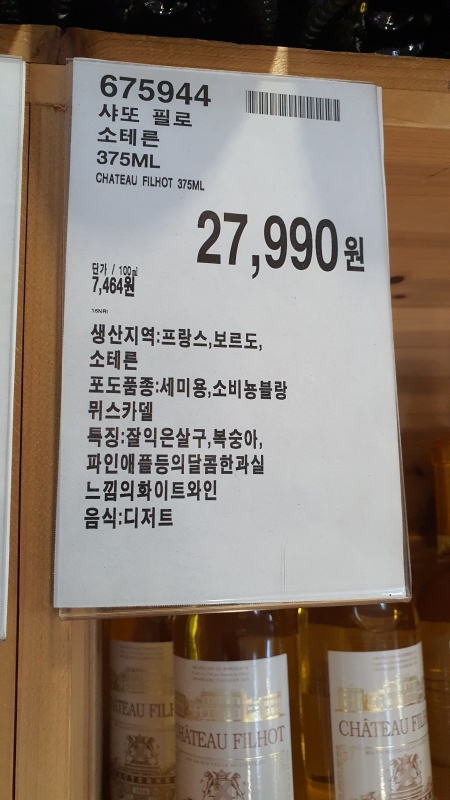 675944
샤또 필로
소테른
375ML
CHATEAU FILHOT 375ML
27,990원
단가 / 100㎖
7,464원
생산지역:프랑스,보르도,
소테른
포도품종:세미용,소비뇽블랑
뮈스카델
특징:잘익은살구,복숭아,
파인애플등의달콤한과실
느낌의화이트와인
음식:디저트
CHÂTEAU FILHOT